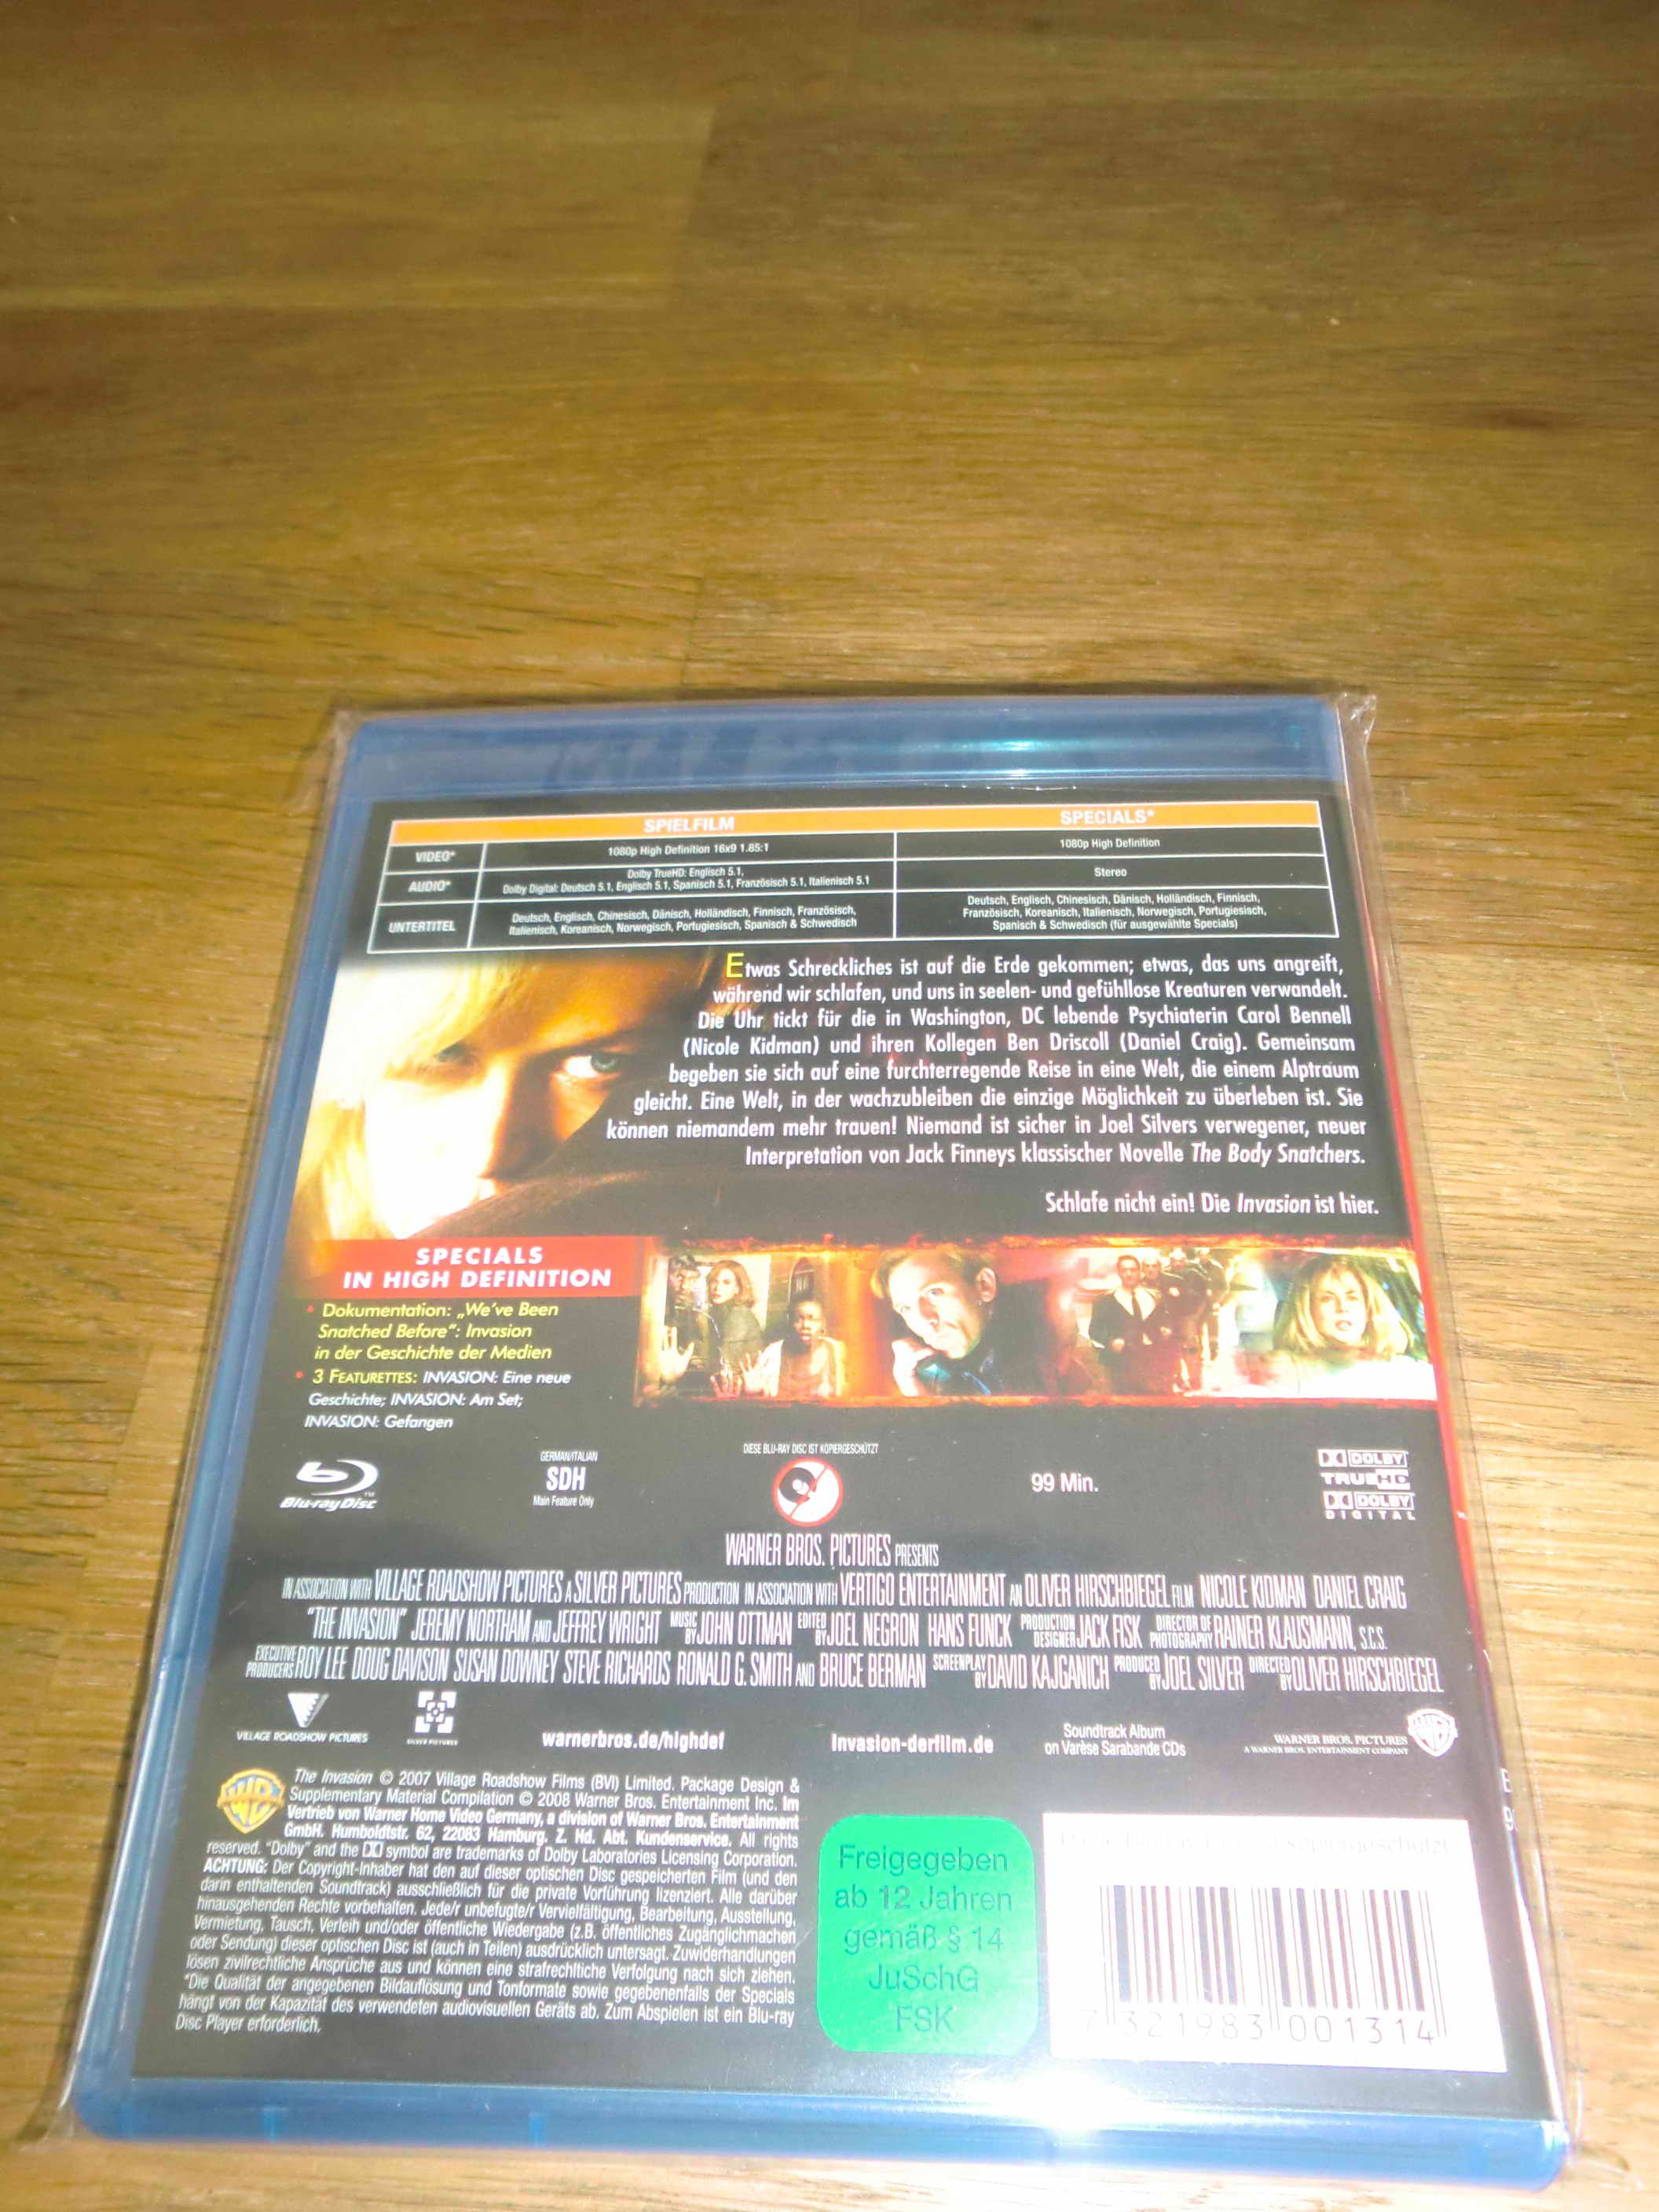 SPIELFILM
SPECIALS*
VIDEO*
1080p High Definition 16x9 1.85:1
1080p High Definition
AUDIO*
Dolby TrueHD: Englisch 5.1,
Dolby Digital: Deutsch 5.1, Englisch 5.1, Spanisch 5.1, Französisch 5.1, Italienisch 5.1
Stereo
UNTERTITEL
Deutsch, Englisch, Chinesisch, Dänisch, Holländisch, Finnisch, Französisch,
Italienisch, Koreanisch, Norwegisch, Portugiesisch, Spanisch & Schwedisch
Deutsch, Englisch, Chinesisch, Dänisch, Holländisch, Finnisch,
Französisch, Koreanisch, Italienisch, Norwegisch, Portugiesisch,
Spanisch & Schwedisch (für ausgewählte Specials)
Etwas Schreckliches ist auf die Erde gekommen; etwas, das uns angreift,
während wir schlafen, und uns in seelen- und gefühllose Kreaturen verwandelt.
Die Uhr tickt für die in Washington, DC lebende Psychiaterin Carol Bennell
(Nicole Kidman) und ihren Kollegen Ben Driscoll (Daniel Craig). Gemeinsam
begeben sie sich auf eine furchterregende Reise in eine Welt, die einem Alptraum
gleicht. Eine Welt, in der wachzubleiben die einzige Möglichkeit zu überleben ist. Sie
können niemandem mehr trauen! Niemand ist sicher in Joel Silvers verwegener, neuer
Interpretation von Jack Finneys klassischer Novelle The Body Snatchers.
Schlafe nicht ein! Die Invasion ist hier.
SPECIALS
IN HIGH DEFINITION
• Dokumentation: „We've Been
Snatched Before“: Invasion
in der Geschichte der Medien
• 3 FEATURETTES: INVASION: Eine neue
Geschichte; INVASION: Am Set;
INVASION: Gefangen
Blu-ray Disc™
GERMAN/ITALIAN
SDH
Main Feature Only
DIESE BLU-RAY DISC IST KOPIERGESCHÜTZT
99 Min.
DOLBY
TRUEHD
DOLBY
DIGITAL
WARNER BROS. PICTURES PRESENTS
IN ASSOCIATION WITH VILLAGE ROADSHOW PICTURES A SILVER PICTURES PRODUCTION IN ASSOCIATION WITH VERTIGO ENTERTAINMENT AN OLIVER HIRSCHBIEGEL FILM NICOLE KIDMAN DANIEL CRAIG
"THE INVASION" JEREMY NORTHAM AND JEFFREY WRIGHT MUSIC BY JOHN OTTMAN EDITED BY JOEL NEGRON HANS FUNCK PRODUCTION DESIGNER JACK FISK DIRECTOR OF PHOTOGRAPHY RAINER KLAUSMANN, S.C.S.
EXECUTIVE PRODUCERS ROY LEE DOUG DAVISON SUSAN DOWNEY STEVE RICHARDS RONALD G. SMITH AND BRUCE BERMAN SCREENPLAY BY DAVID KAJGANICH PRODUCED BY JOEL SILVER DIRECTED BY OLIVER HIRSCHBIEGEL
VILLAGE ROADSHOW PICTURES
SILVER PICTURES
warnerbros.de/highdef
Invasion-derfilm.de
Soundtrack Album
on Varèse Sarabande CDs
WARNER BROS. PICTURES
A WARNER BROS. ENTERTAINMENT COMPANY
The Invasion © 2007 Village Roadshow Films (BVI) Limited. Package Design &
Supplementary Material Compilation © 2008 Warner Bros. Entertainment Inc. Im
Vertrieb von Warner Home Video Germany, a division of Warner Bros. Entertainment
GmbH. Humboldtstr. 62, 22083 Hamburg. Z. Hd. Abt. Kundenservice. All rights
reserved. "Dolby" and the DD symbol are trademarks of Dolby Laboratories Licensing Corporation.
ACHTUNG: Der Copyright-Inhaber hat den auf dieser optischen Disc gespeicherten Film (und den
darin enthaltenden Soundtrack) ausschließlich für die private Vorführung lizenziert. Alle darüber
hinausgehenden Rechte vorbehalten. Jede/r unbefugte/r Vervielfältigung, Bearbeitung, Ausstellung,
Vermietung, Tausch, Verleih und/oder öffentliche Wiedergabe (z.B. öffentliches Zugänglichmachen
oder Sendung) dieser optischen Disc ist (auch in Teilen) ausdrücklich untersagt. Zuwiderhandlungen
lösen zivilrechtliche Ansprüche aus und können eine strafrechtliche Verfolgung nach sich ziehen.
*Die Qualität der angegebenen Bildauflösung und Tonformate sowie gegebenenfalls der Specials
hängt von der Kapazität des verwendeten audiovisuellen Geräts ab. Zum Abspielen ist ein Blu-ray
Disc Player erforderlich.
Freigegeben
ab 12 Jahren
gemäß § 14
JuSchG
FSK
7 321983 001314